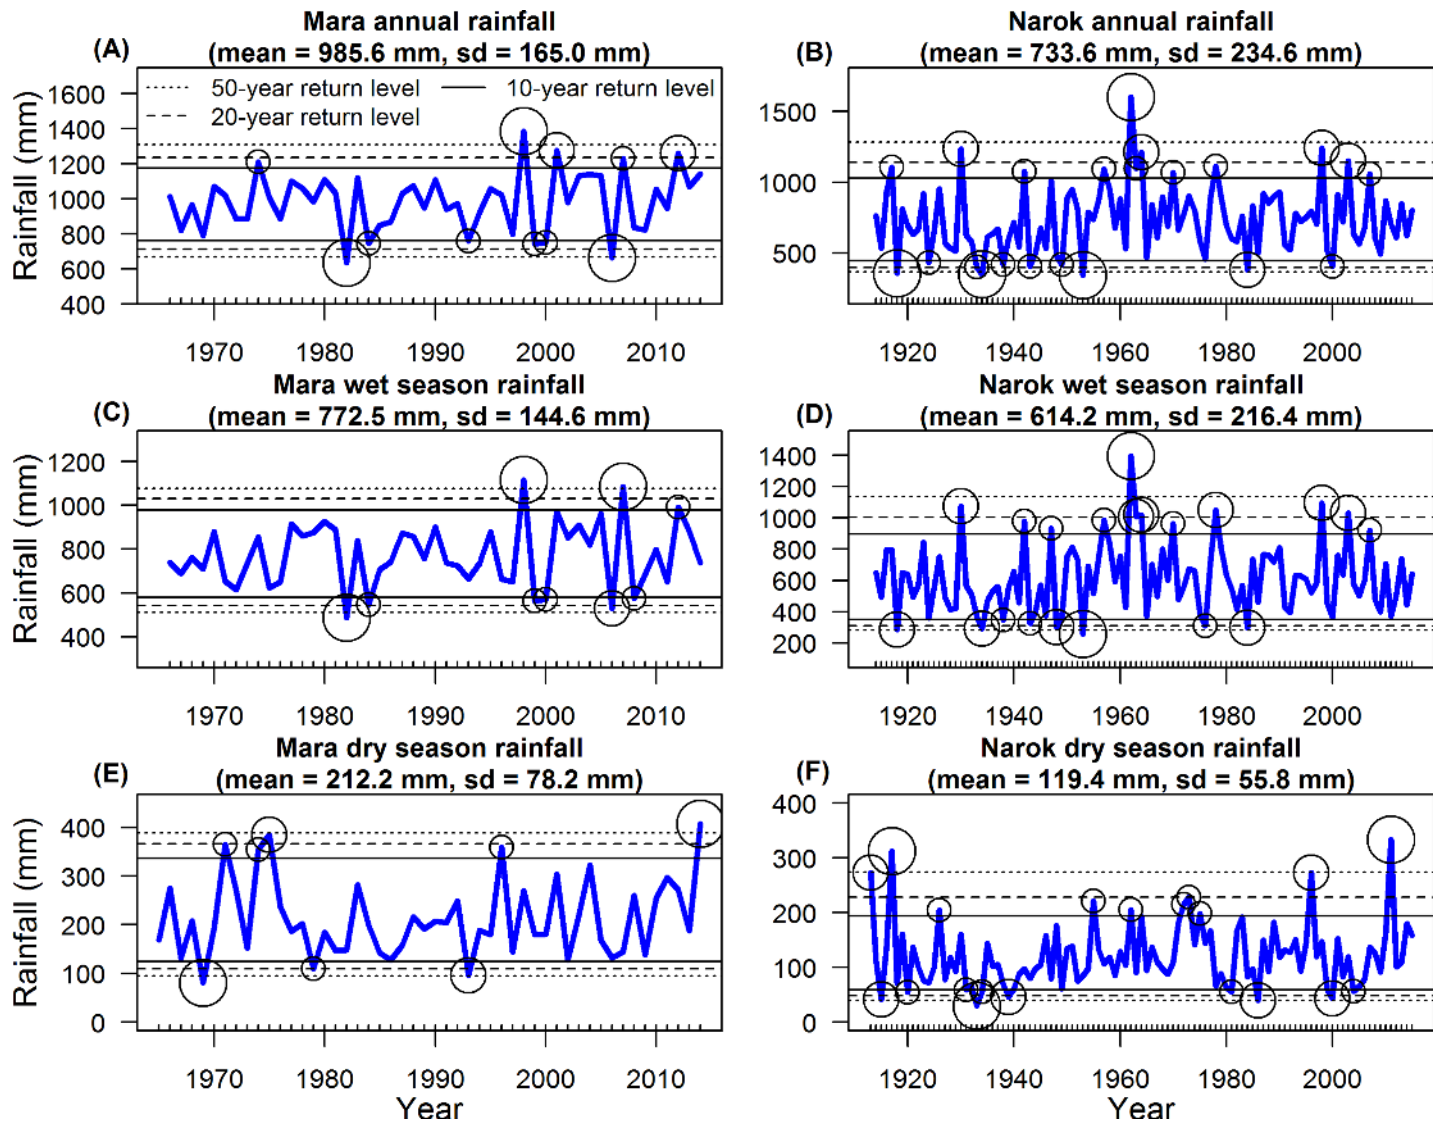 Mara annual rainfall
(A) (mean = 985.6 mm, sd = 165.0 mm)
50-year return level 10-year return level
20-year return level
Rainfall (mm)
1600
1400
1200
1000
800
600
400
1970 1980 1990 2000 2010
Narok annual rainfall
(B) (mean = 733.6 mm, sd = 234.6 mm)
1500
1000
500
1920 1940 1960 1980 2000
Mara wet season rainfall
(C) (mean = 772.5 mm, sd = 144.6 mm)
Rainfall (mm)
1200
1000
800
600
400
1970 1980 1990 2000 2010
Narok wet season rainfall
(D) (mean = 614.2 mm, sd = 216.4 mm)
1400
1200
1000
800
600
400
200
1920 1940 1960 1980 2000
Mara dry season rainfall
(E) (mean = 212.2 mm, sd = 78.2 mm)
Rainfall (mm)
400
300
200
100
0
1970 1980 1990 2000 2010
Year
Narok dry season rainfall
(F) (mean = 119.4 mm, sd = 55.8 mm)
400
300
200
100
0
1920 1940 1960 1980 2000
Year